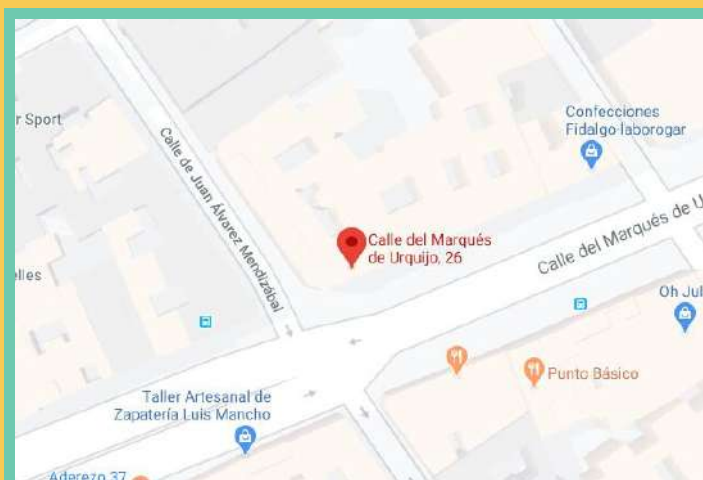 r Sport
Confecciones
Fidalgo laborogar
Calle de Juan Álvarez Mendizábal
Calle del Marqués
de Urquijo, 26
Calle del Marqués de U
elles
Oh Jul
Punto Básico
Taller Artesanal de
Zapatería Luis Mancho
Aderezo 37